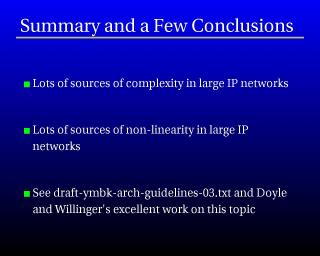 Summary and a Few Conclusions
Lots of sources of complexity in large IP networks
Lots of sources of non-linearity in large IP
networks
See draft-ymbk-arch-guidelines-03.txt and Doyle
and Willinger's excellent work on this topic